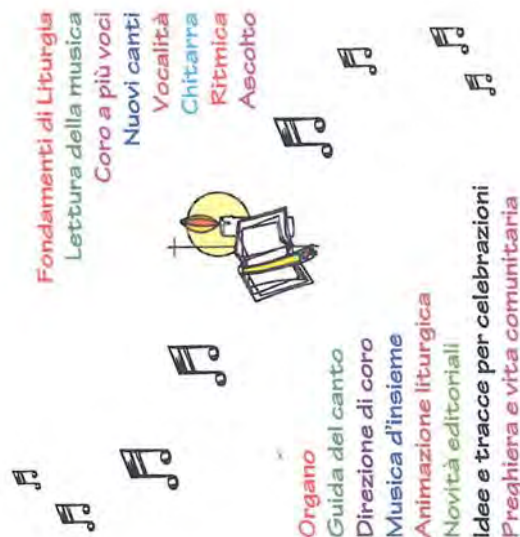 Fondamenti di Liturgia
Lettura della musica
Coro a più voci
Nuovi canti
Vocalità
Chitarra
Ritmica
Ascolto
Organo
Guida del canto
Direzione di coro
Musica d'insieme
Animazione liturgica
Novità editoriali
Idee e tracce per celebrazioni
Preghiera e vita comunitaria